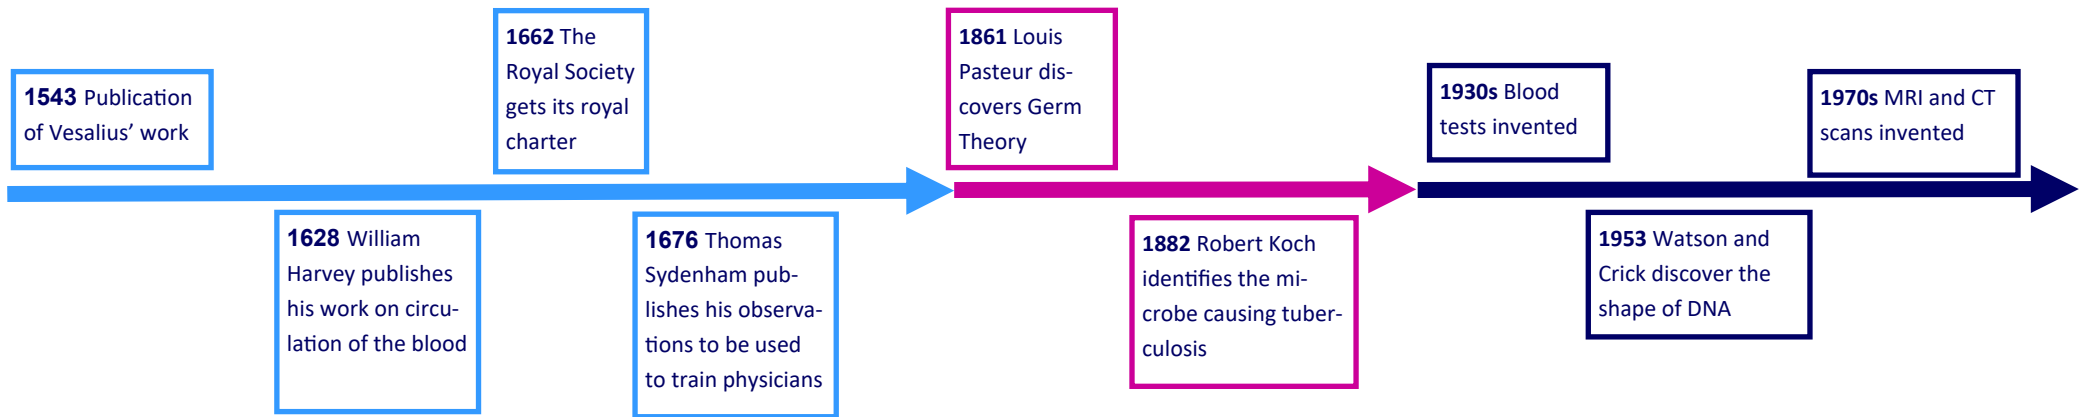 1543 Publication
of Vesalius’ work
1628 William
Harvey publishes
his work on circu-
lation of the blood
1662 The
Royal Society
gets its royal
charter
1676 Thomas
Sydenham pub-
lishes his observa-
tions to be used
to train physicians
1861 Louis
Pasteur dis-
covers Germ
Theory
1882 Robert Koch
identifies the mi-
crobe causing tuber-
culosis
1930s Blood
tests invented
1953 Watson and
Crick discover the
shape of DNA
1970s MRI and CT
scans invented